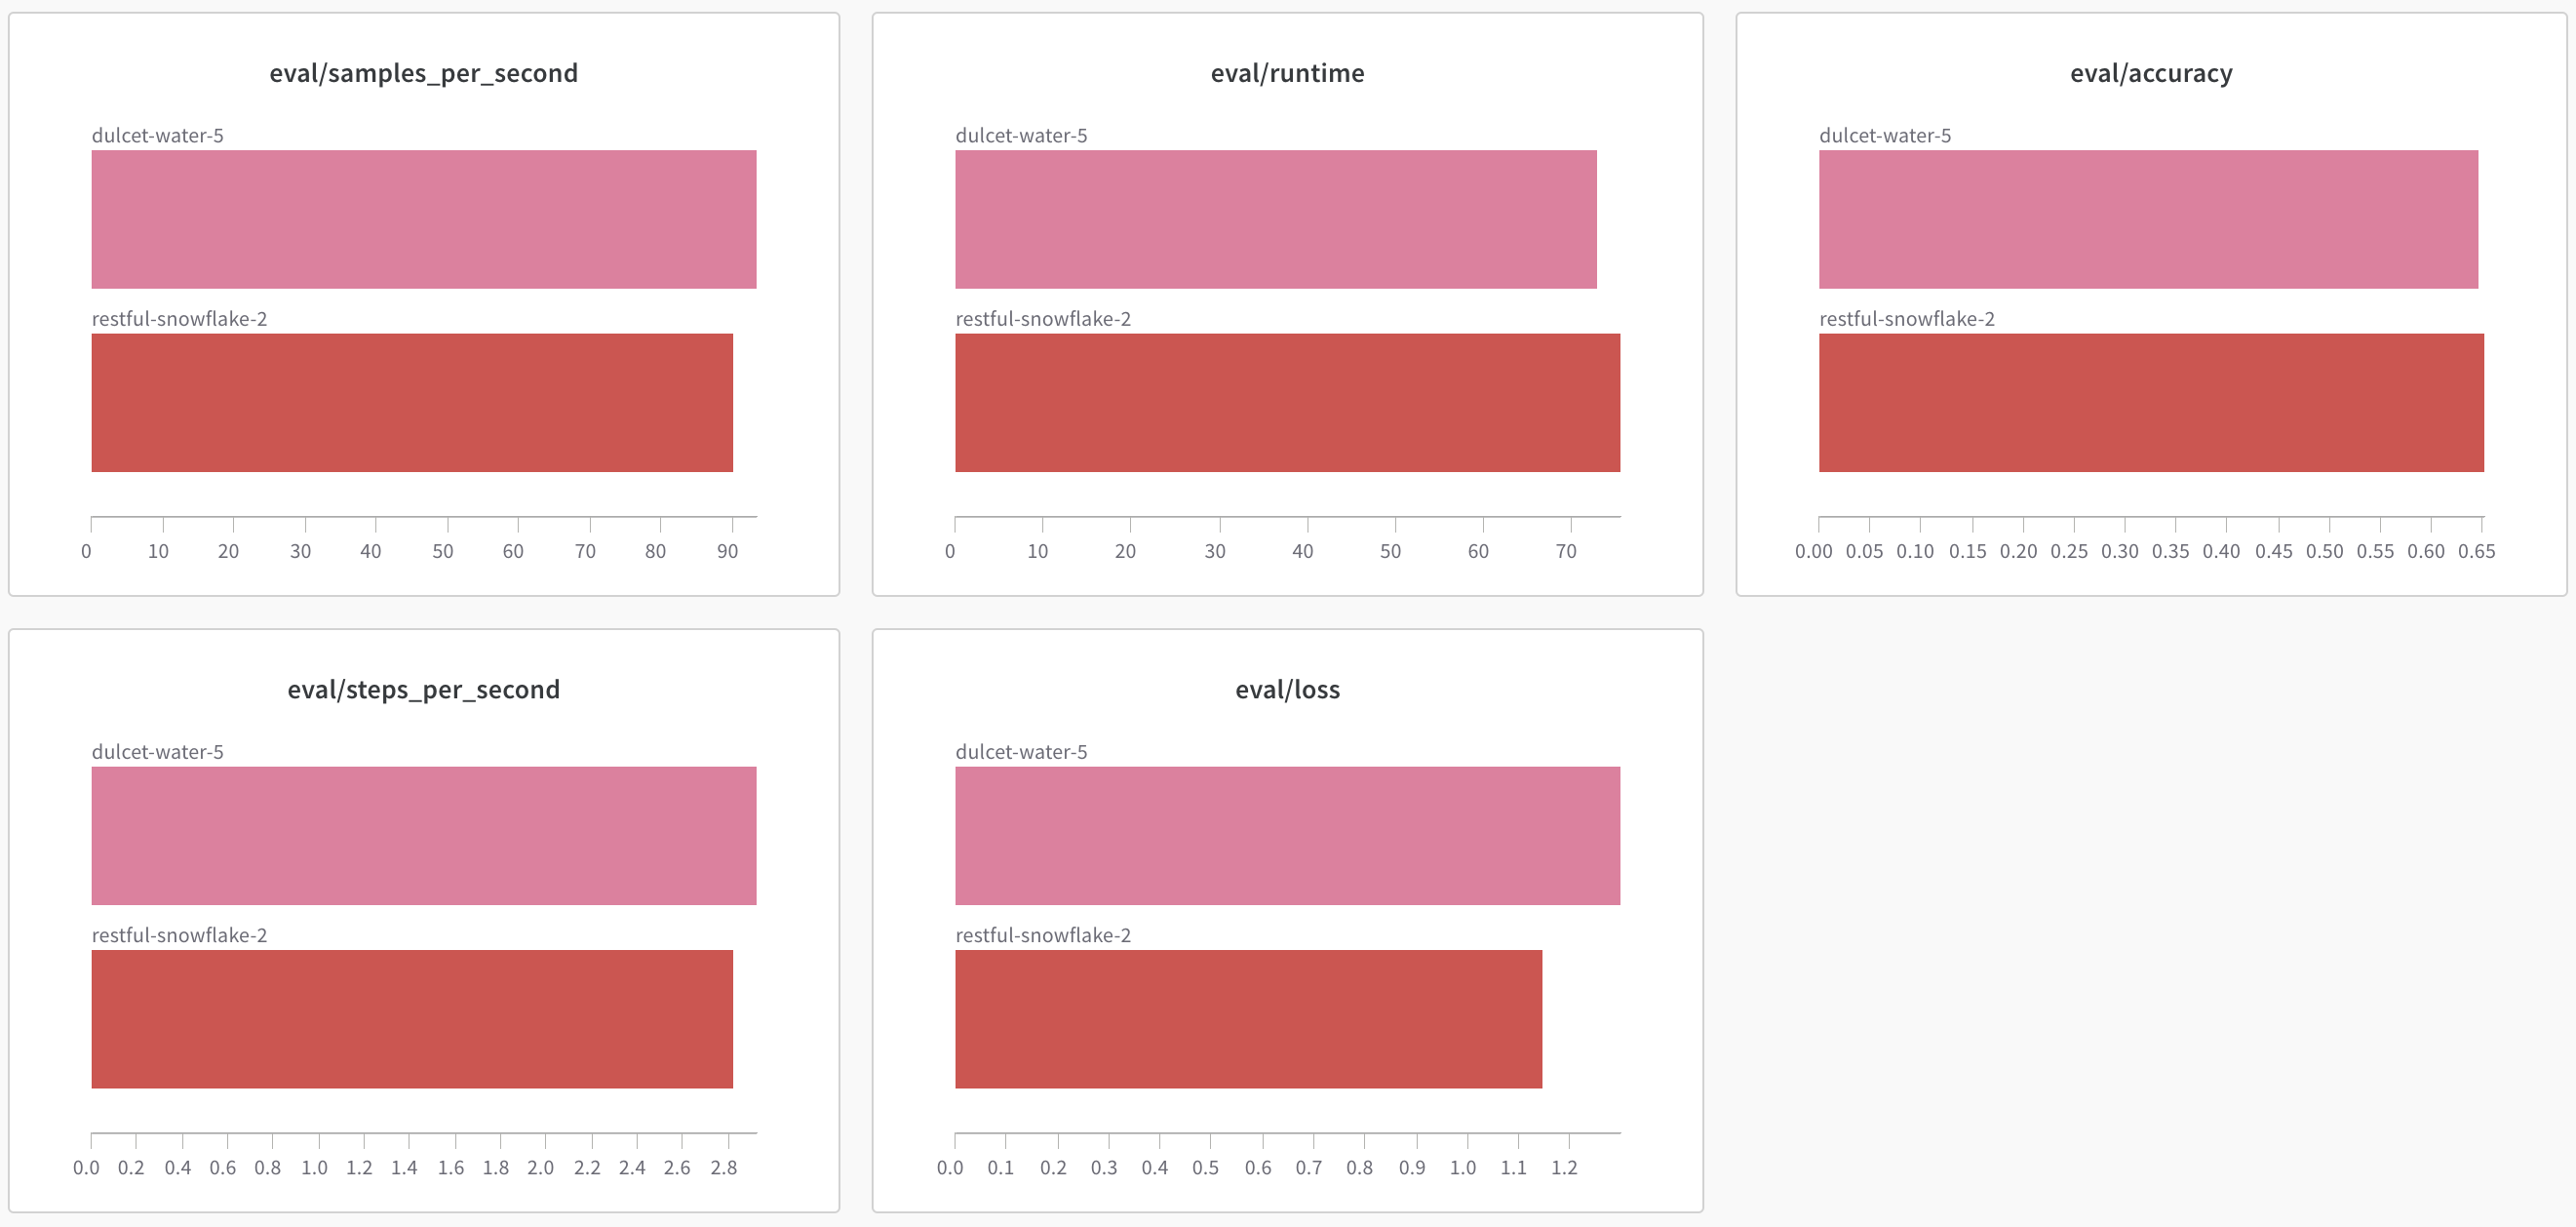 eval/samples_per_second
dulcet-water-5
restful-snowflake-2
0 10 20 30 40 50 60 70 80 90
eval/runtime
dulcet-water-5
restful-snowflake-2
0 10 20 30 40 50 60 70
eval/accuracy
dulcet-water-5
restful-snowflake-2
0.00 0.05 0.10 0.15 0.20 0.25 0.30 0.35 0.40 0.45 0.50 0.55 0.60 0.65
eval/steps_per_second
dulcet-water-5
restful-snowflake-2
0.0 0.2 0.4 0.6 0.8 1.0 1.2 1.4 1.6 1.8 2.0 2.2 2.4 2.6 2.8
eval/loss
dulcet-water-5
restful-snowflake-2
0.0 0.1 0.2 0.3 0.4 0.5 0.6 0.7 0.8 0.9 1.0 1.1 1.2